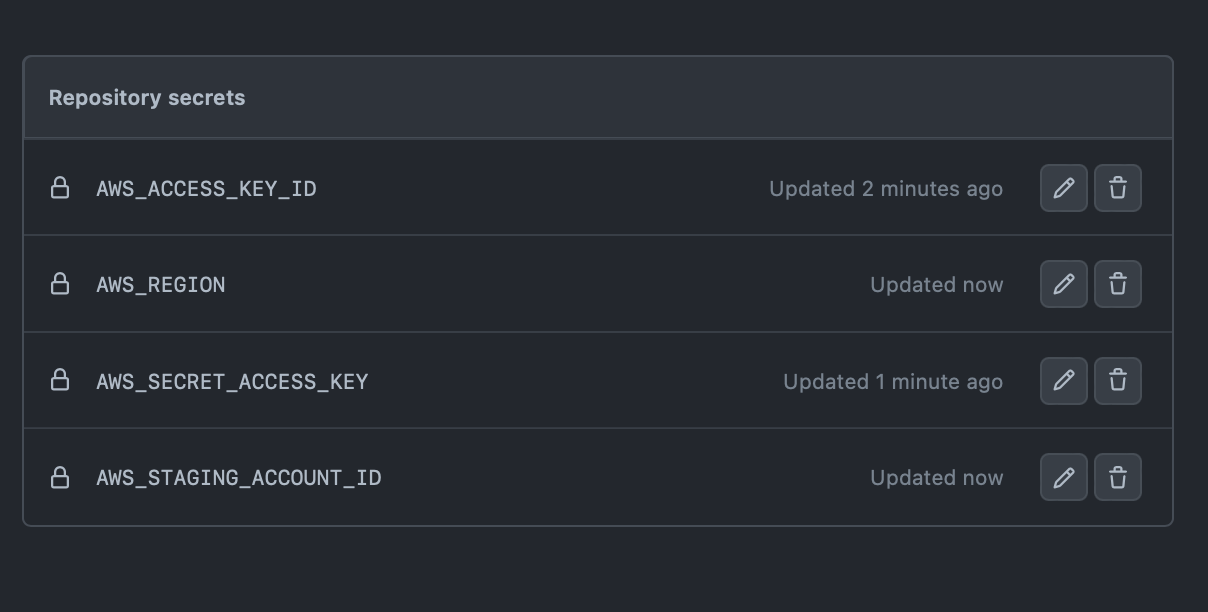 Repository secrets
AWS_ACCESS_KEY_ID Updated 2 minutes ago
AWS_REGION Updated now
AWS_SECRET_ACCESS_KEY Updated 1 minute ago
AWS_STAGING_ACCOUNT_ID Updated now